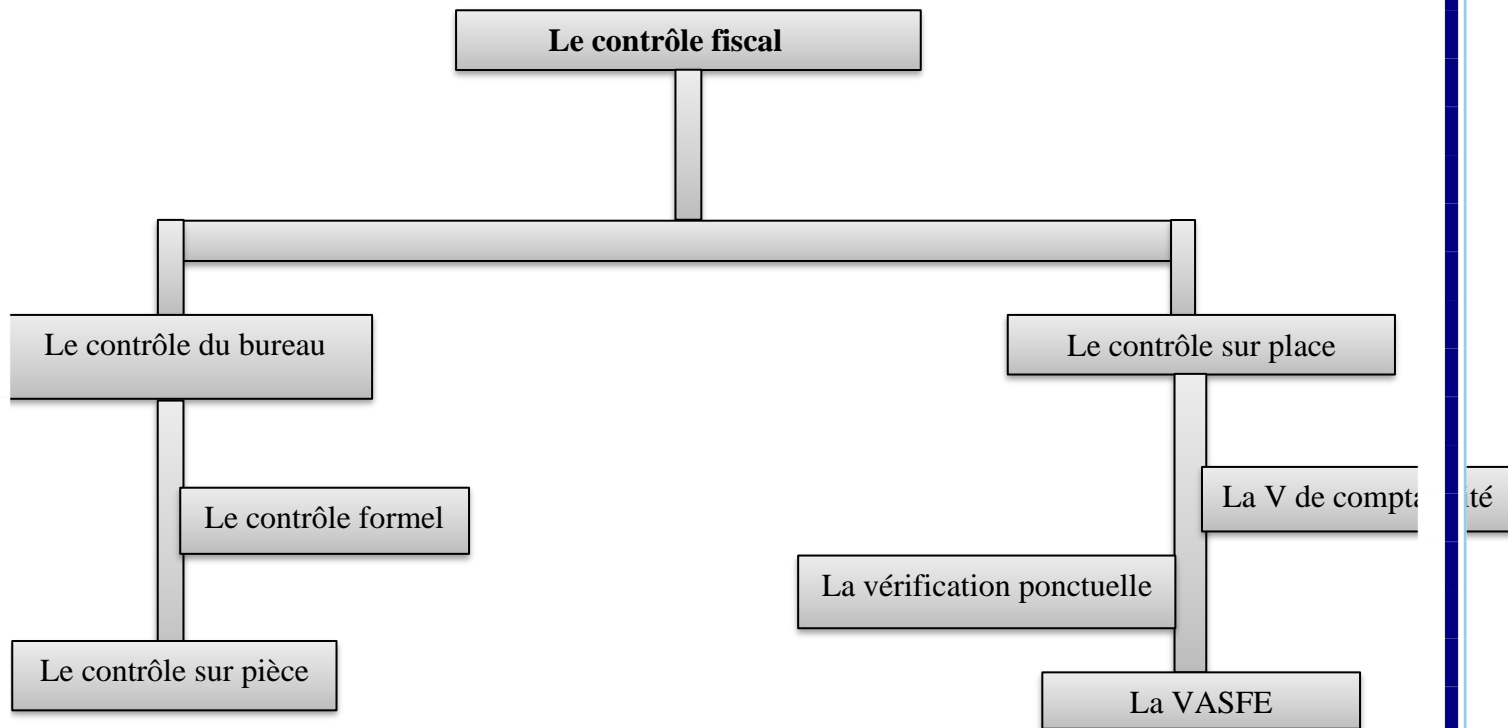 Le contrôle fiscal
Le contrôle du bureau
Le contrôle sur place
La V de compta ité
Le contrôle formel
La vérification ponctuelle
Le contrôle sur pièce
La VASFE